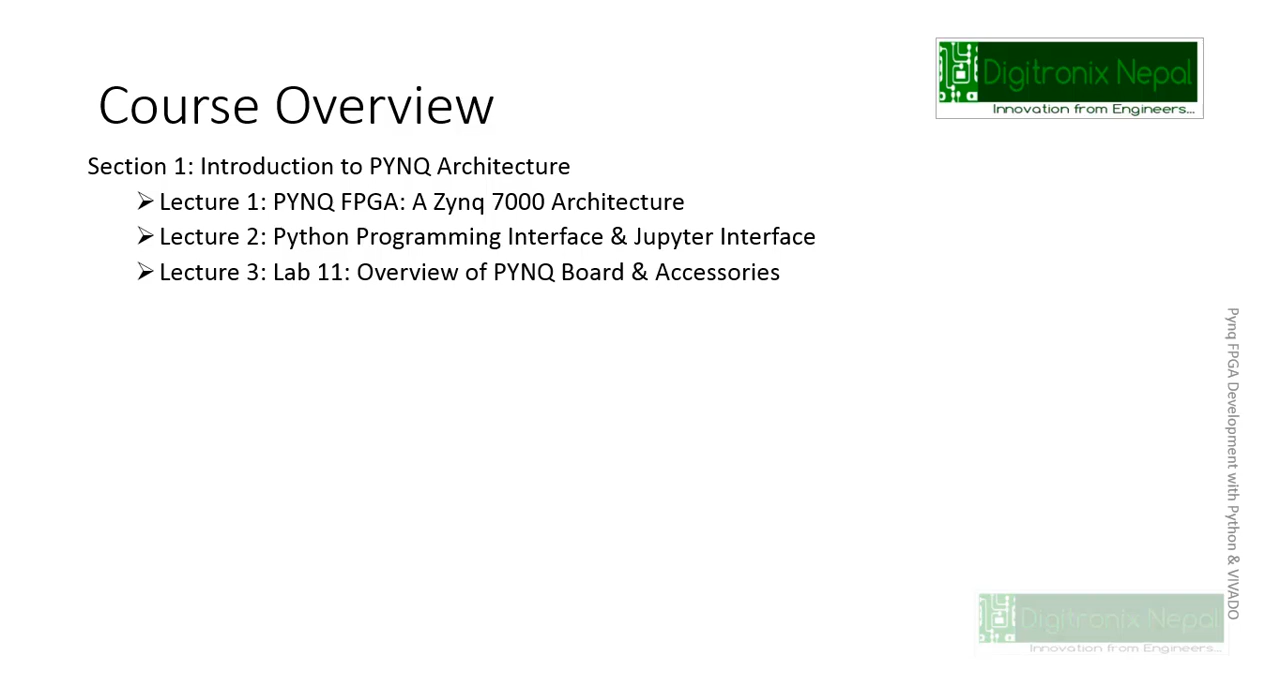 Digitronix Nepal
Innovation from Engineers...
Course Overview
Section 1: Introduction to PYNQ Architecture
➢ Lecture 1: PYNQ FPGA: A Zynq 7000 Architecture
➢ Lecture 2: Python Programming Interface & Jupyter Interface
➢ Lecture 3: Lab 11: Overview of PYNQ Board & Accessories
Pynq FPGA Development with Python & VIVADO
Digitronix Nepal
Innovation from Engineers...